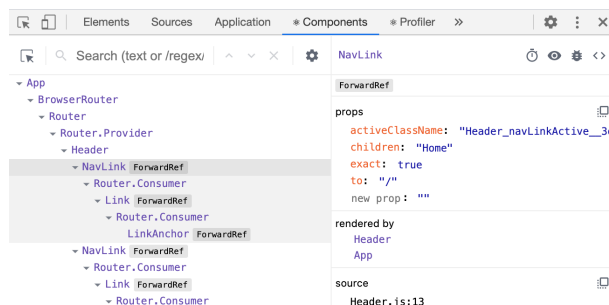 Elements Sources Application Components Profiler
Search (text or /regex/
NavLink
ForwardRef
App
BrowserRouter
Router
Router.Provider
Header
NavLink ForwardRef
Router.Consumer
Link ForwardRef
Router.Consumer
LinkAnchor ForwardRef
NavLink ForwardRef
Router.Consumer
Link ForwardRef
Router.Consumer
props
activeClassName: "Header_navLinkActive__3
children: "Home"
exact: true
to: "/"
new prop: ""
rendered by
Header
App
source
Header.js:13